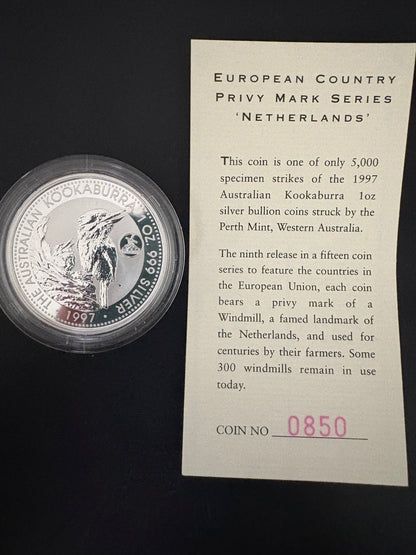 THE AUSTRALIAN KOOKABURRA 1 OZ. 999 SILVER
• 1997 •
EUROPEAN COUNTRY
PRIVY MARK SERIES
‘NETHERLANDS’
This coin is one of only 5,000
specimen strikes of the 1997
Australian Kookaburra 1oz
silver bullion coins struck by the
Perth Mint, Western Australia.
The ninth release in a fifteen coin
series to feature the countries in
the European Union, each coin
bears a privy mark of a
Windmill, a famed landmark of
the Netherlands, and used for
centuries by their farmers. Some
300 windmills remain in use
today.
COIN NO 0850